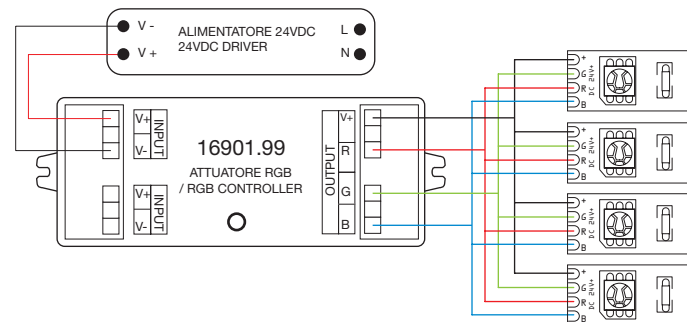 V -
V +
ALIMENTATORE 24VDC
24VDC DRIVER
L
N
V+
V-
INPUT
V+
V-
INPUT
16901.99
ATTUATORE RGB
/ RGB CONTROLLER
OUTPUT
V+
R
G
B
+
G
R
B
DC 24V+
+
G
R
B
DC 24V+
+
G
R
B
DC 24V+
+
G
R
B
DC 24V+